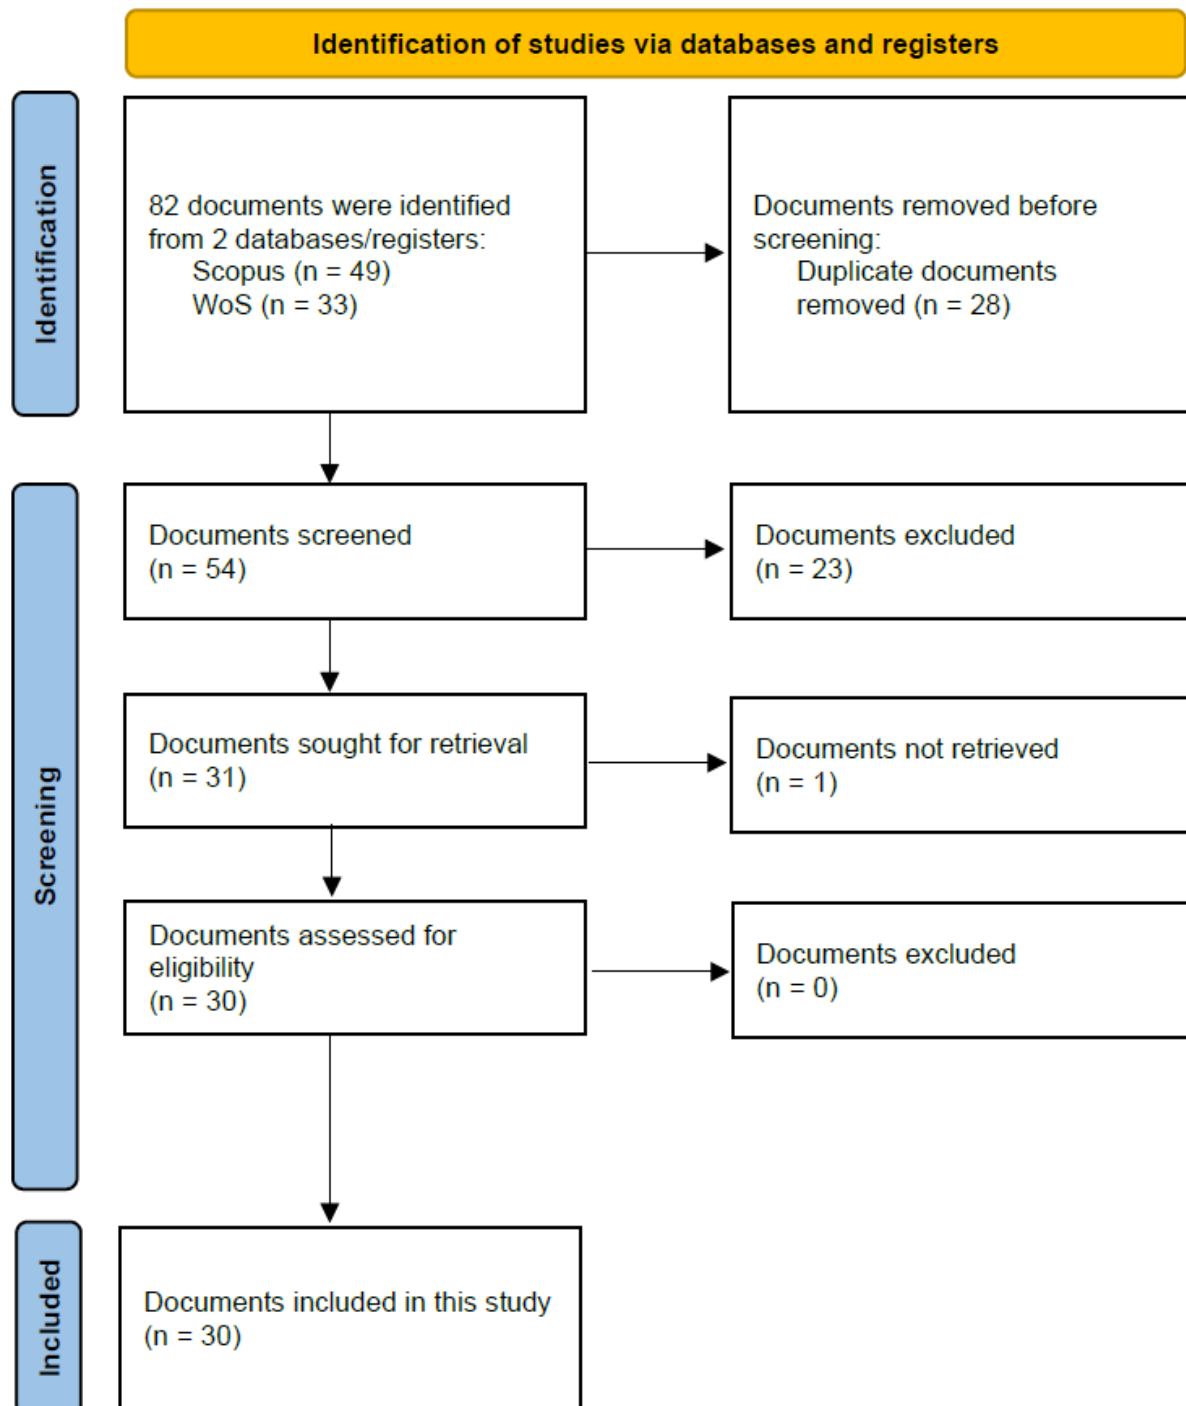 Identification of studies via databases and registers
Identification
82 documents were identified
from 2 databases/registers:
Scopus (n = 49)
WoS (n = 33)
Documents removed before
screening:
Duplicate documents
removed (n = 28)
Screening
Documents screened
(n = 54)
Documents excluded
(n = 23)
Documents sought for retrieval
(n = 31)
Documents not retrieved
(n = 1)
Documents assessed for
eligibility
(n = 30)
Documents excluded
(n = 0)
Included
Documents included in this study
(n = 30)